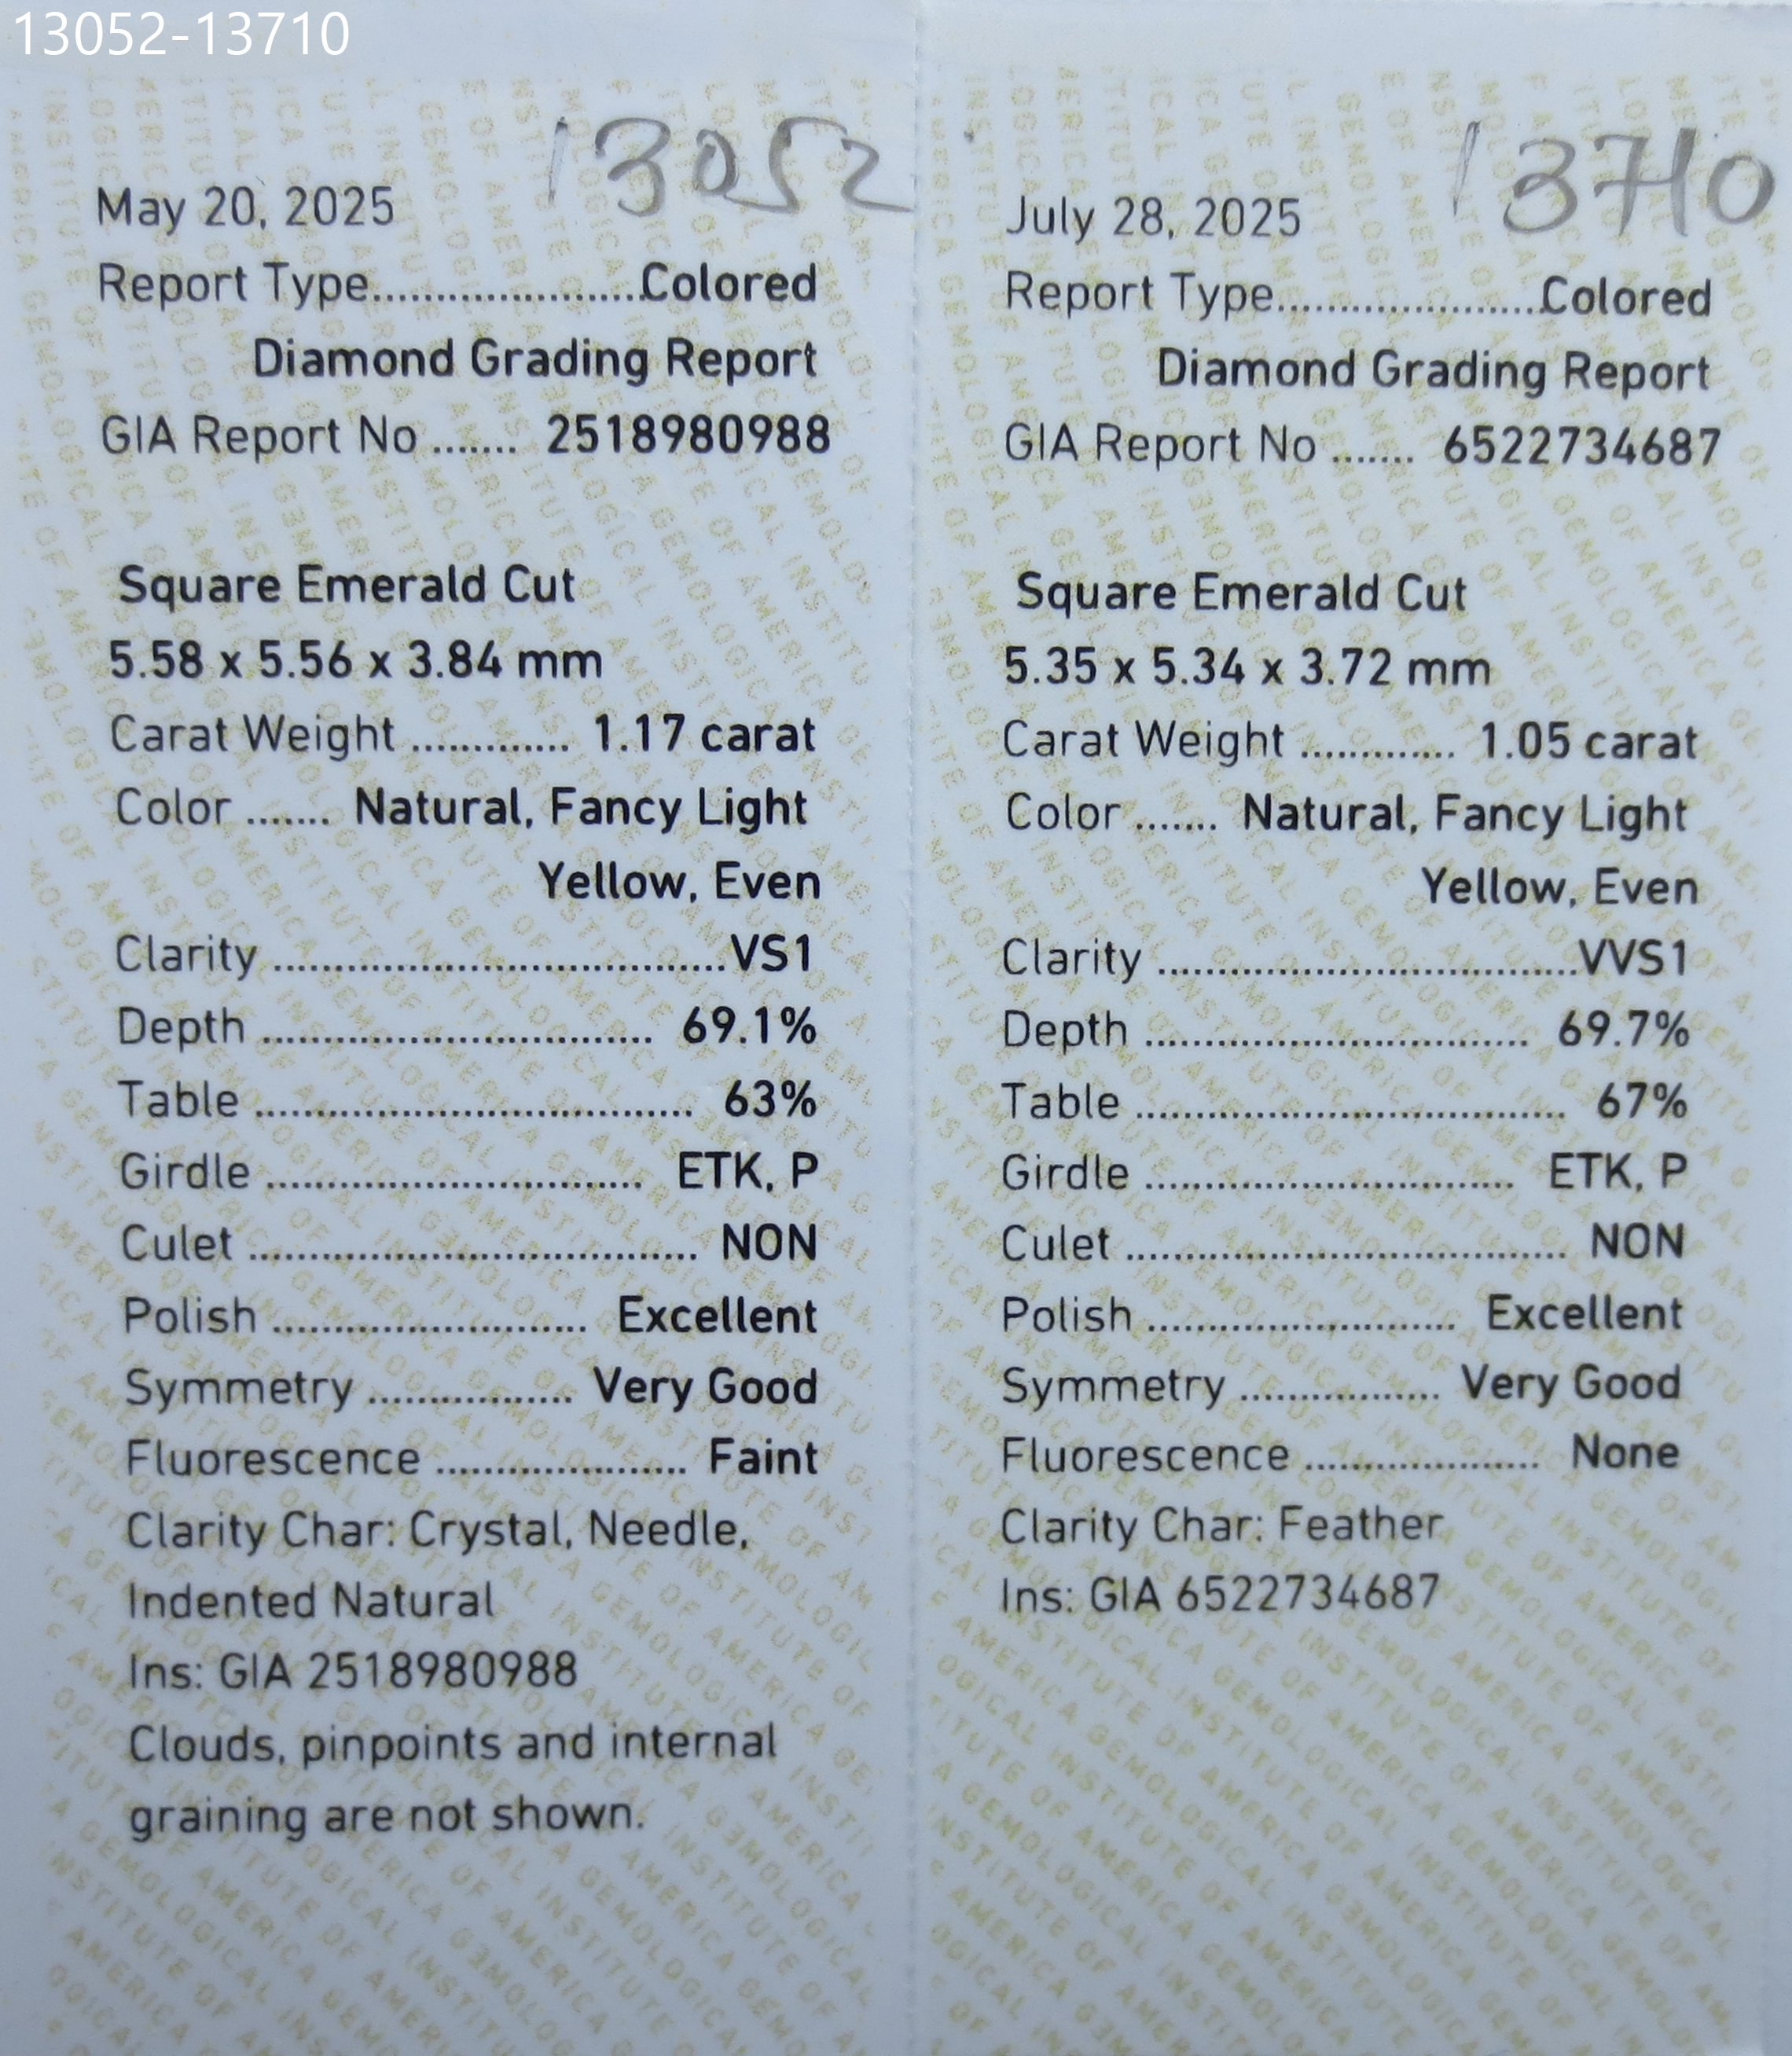 13052-13710
13052
May 20, 2025
Report Type......................Colored
Diamond Grading Report
GIA Report No ....... 2518980988
Square Emerald Cut
5.58 x 5.56 x 3.84 mm
Carat Weight ............. 1.17 carat
Color ....... Natural, Fancy Light
Yellow, Even
Clarity .....................................VS1
Depth ................................ 69.1%
Table .................................... 63%
Girdle ............................... ETK, P
Culet ..................................... NON
Polish .......................... Excellent
Symmetry ................. Very Good
Fluorescence ..................... Faint
Clarity Char: Crystal, Needle,
Indented Natural
Ins: GIA 2518980988
Clouds, pinpoints and internal
graining are not shown.
13710
July 28, 2025
Report Type......................Colored
Diamond Grading Report
GIA Report No ....... 6522734687
Square Emerald Cut
5.35 x 5.34 x 3.72 mm
Carat Weight ............. 1.05 carat
Color ....... Natural, Fancy Light
Yellow, Even
Clarity ...................................VVS1
Depth ................................ 69.7%
Table .................................... 67%
Girdle ............................... ETK, P
Culet ..................................... NON
Polish .......................... Excellent
Symmetry ................. Very Good
Fluorescence .................... None
Clarity Char: Feather
Ins: GIA 6522734687